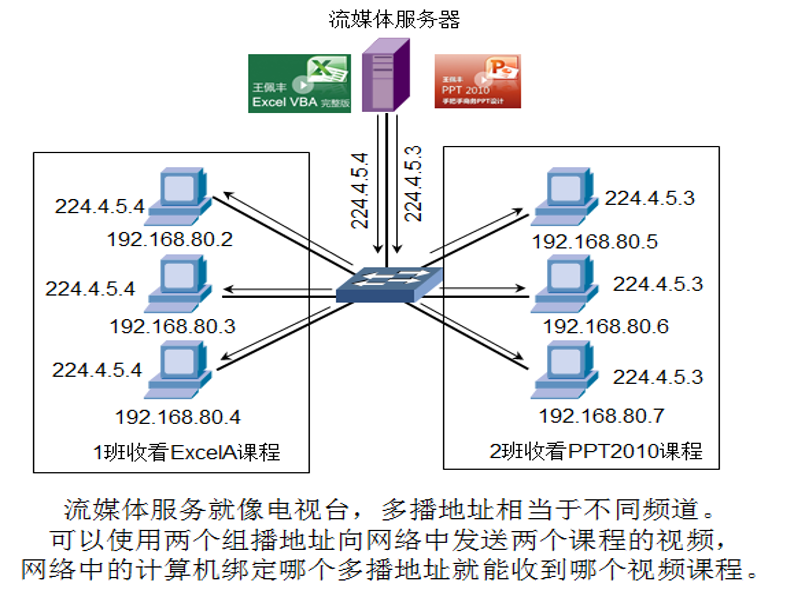 流媒体服务器
王佩丰
Excel VBA 完整版
王佩丰
PPT 2010
手把手商务PPT设计
224.4.5.4
224.4.5.3
224.4.5.4
192.168.80.2
224.4.5.4
192.168.80.3
224.4.5.4
192.168.80.4
1班收看ExcelA课程
224.4.5.3
192.168.80.5
224.4.5.3
192.168.80.6
224.4.5.3
192.168.80.7
2班收看PPT2010课程
流媒体服务就像电视台，多播地址相当于不同频道。
可以使用两个组播地址向网络中发送两个课程的视频，
网络中的计算机绑定哪个多播地址就能收到哪个视频课程。